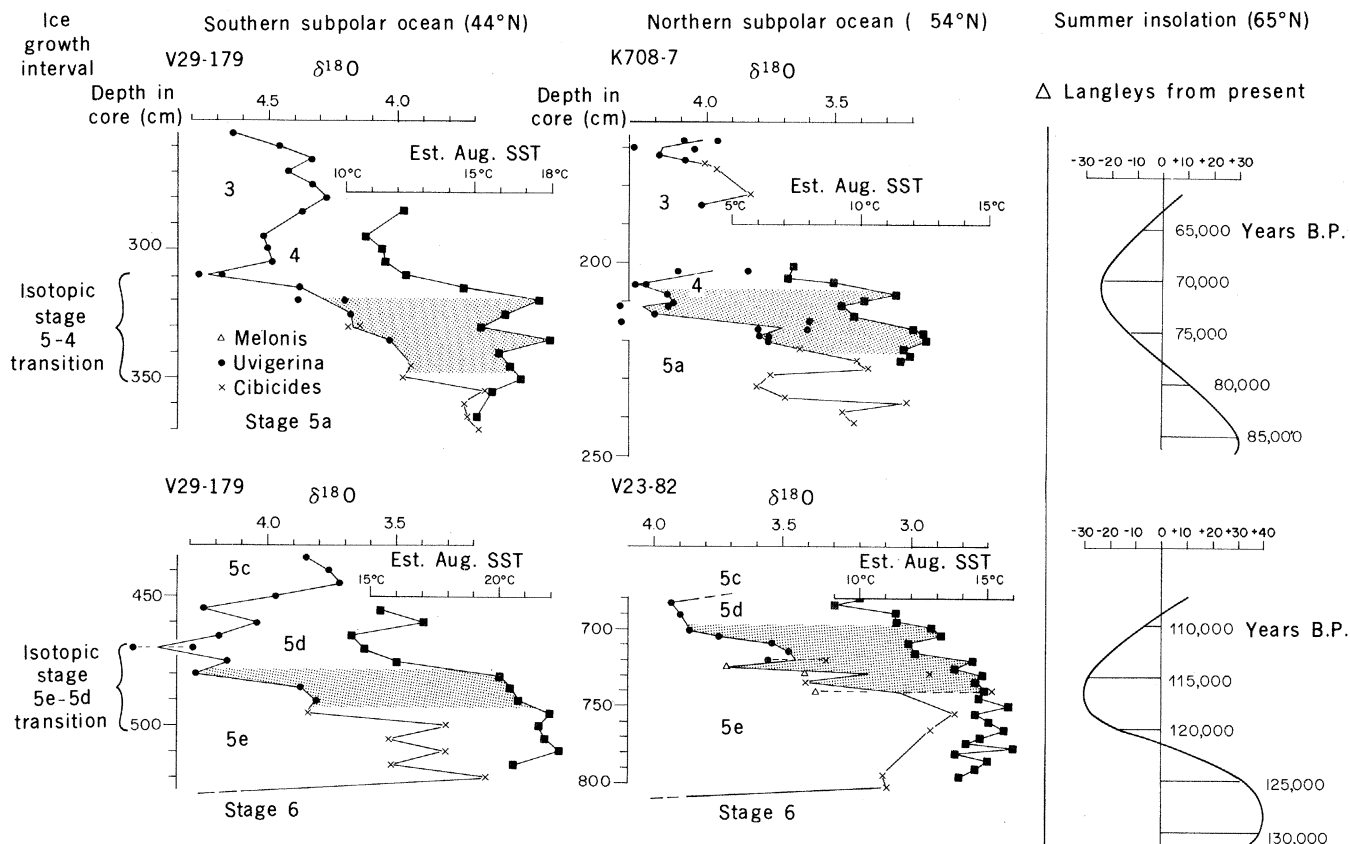 Ice growth interval
Southern subpolar ocean (44°N)
Northern subpolar ocean ( 54°N)
Summer insolation (65°N)
V29-179
δ18O
K708-7
δ18O
Δ Langleys from present
Depth in core (cm)
4.5 4.0
Depth in core (cm)
4.0 3.5
Est. Aug. SST
10°C 15°C 18°C
3
4
300
350
Isotopic stage 5-4 transition
△ Melonis
● Uvigerina
× Cibicides
Stage 5a
Est. Aug. SST
5°C 10°C 15°C
3
200
4
5a
250
-30 -20 -10 0 +10 +20 +30
65,000 Years B.P.
70,000
75,000
80,000
85,000
V29-179
δ18O
4.0 3.5
Est. Aug. SST
15°C 20°C
5c
450
5d
Isotopic stage 5e-5d transition
500
5e
Stage 6
V23-82
δ18O
4.0 3.5 3.0
Est. Aug. SST
10°C 15°C
5c
5d
700
750
5e
800
Stage 6
-30 -20 -10 0 +10 +20 +30 +40
110,000 Years B.P.
115,000
120,000
125,000
130,000